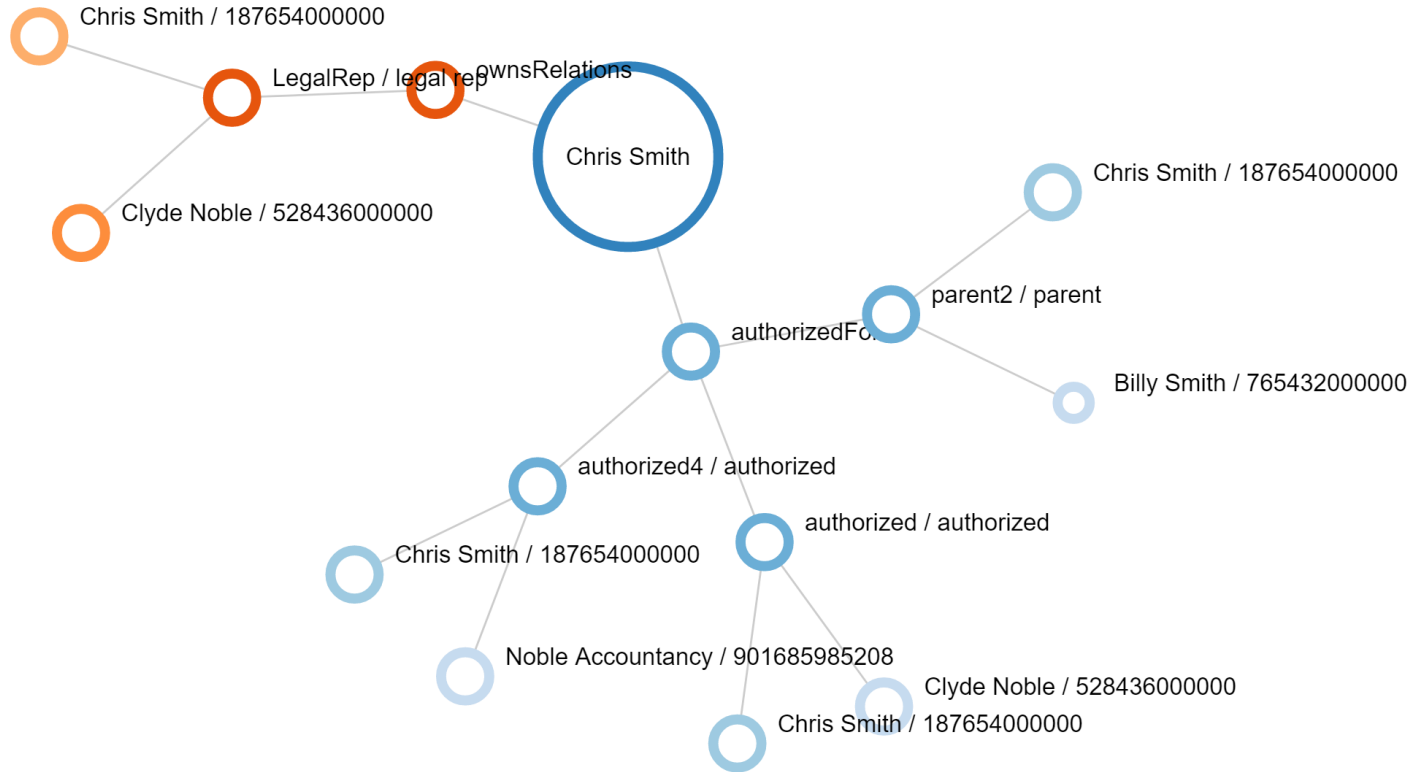 Chris Smith / 187654000000
LegalRep / legal rep
ownsRelations
Chris Smith
Chris Smith / 187654000000
Clyde Noble / 528436000000
parent2 / parent
authorizedFo
Billy Smith / 765432000000
authorized4 / authorized
authorized / authorized
Chris Smith / 187654000000
Noble Accountancy / 901685985208
Clyde Noble / 528436000000
Chris Smith / 187654000000